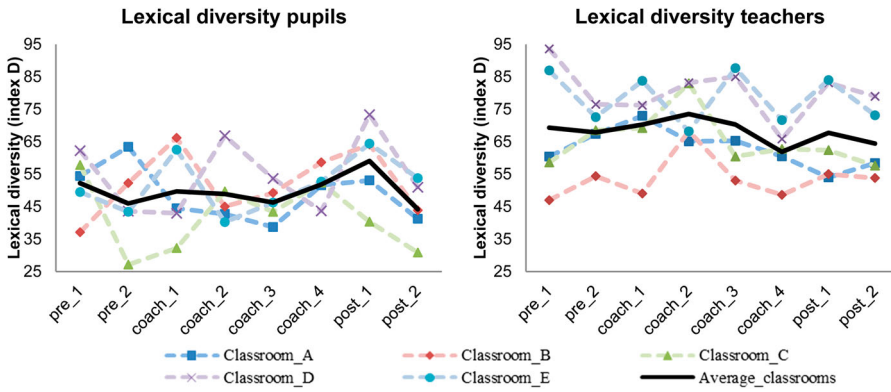 Lexical diversity pupils
Lexical diversity (index D)
95
85
75
65
55
45
35
25
pre_1
pre_2
coach_1
coach_2
coach_3
coach_4
post_1
post_2
Lexical diversity teachers
Lexical diversity (index D)
95
85
75
65
55
45
35
25
pre_1
pre_2
coach_1
coach_2
coach_3
coach_4
post_1
post_2
Classroom_A Classroom_B Classroom_C
Classroom_D Classroom_E Average_classrooms